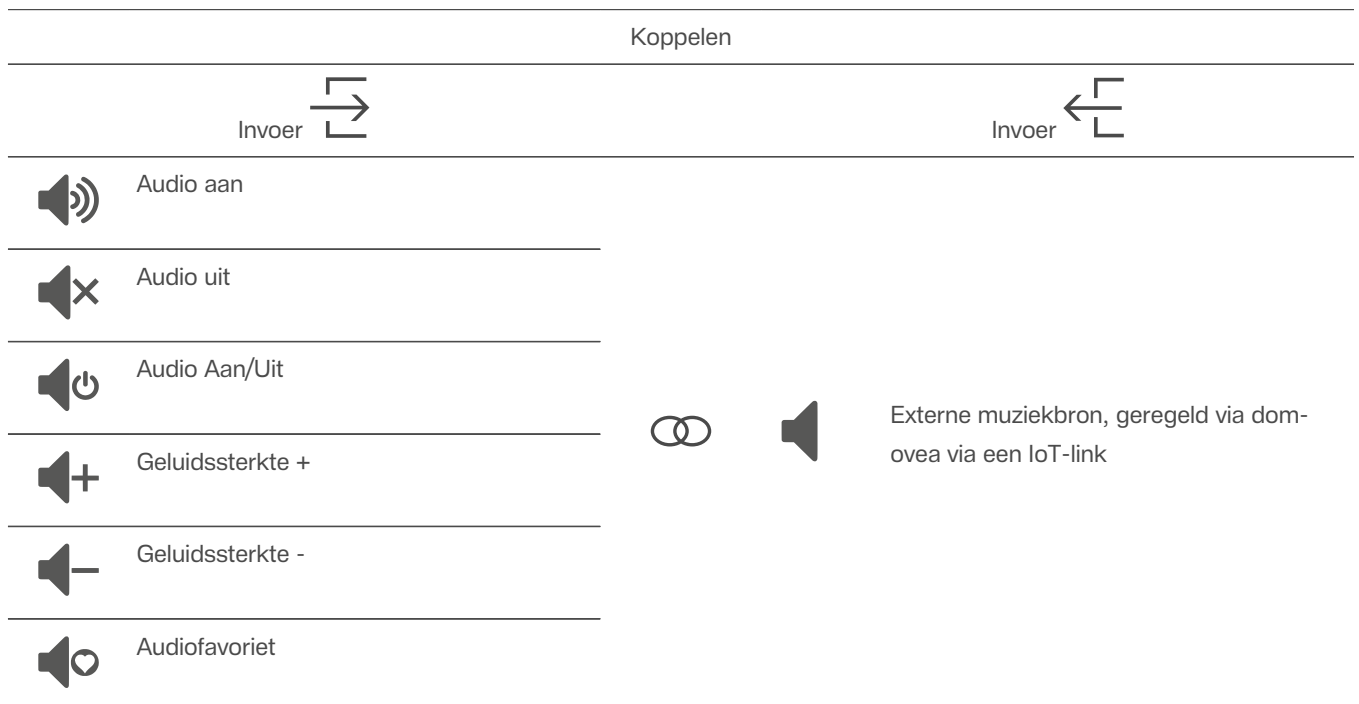 Koppelen
Invoer
Invoer
Audio aan
Audio uit
Audio Aan/Uit
Geluidssterkte +
Geluidssterkte -
Audiofavoriet
Externe muziekbron, geregeld via dom-
ovea via een IoT-link